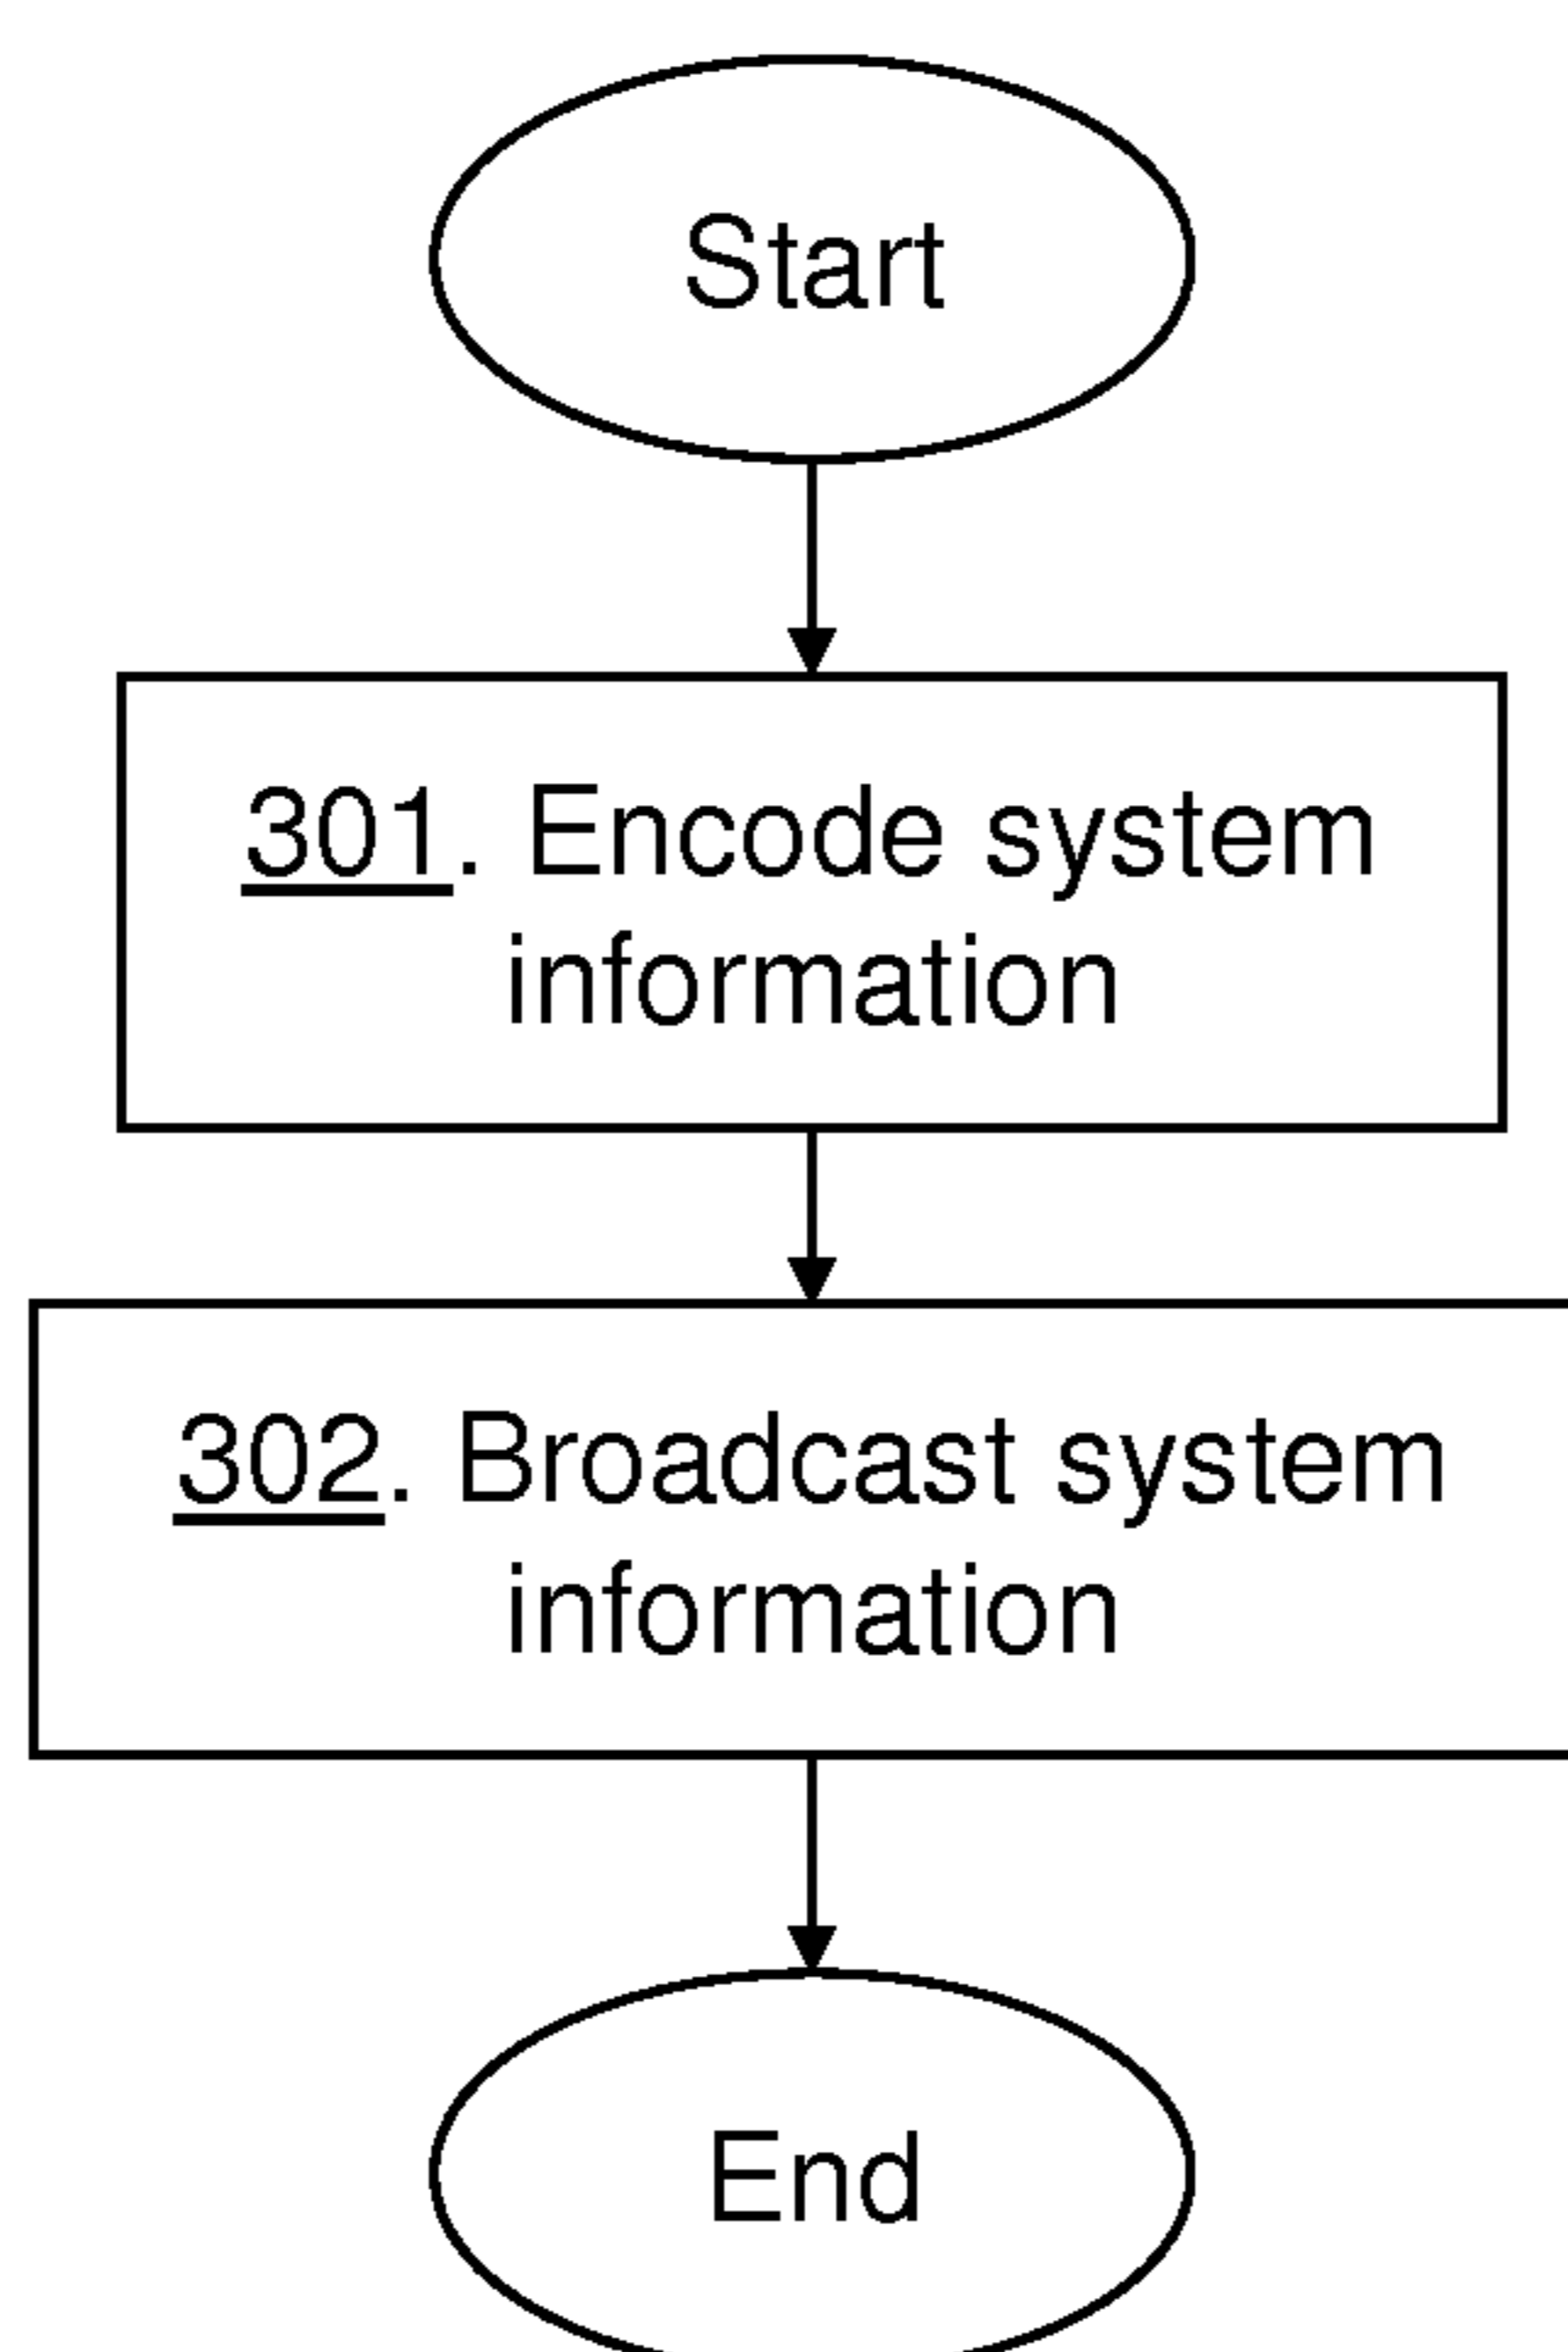 Start
301. Encode system
information
302. Broadcast system
information
End